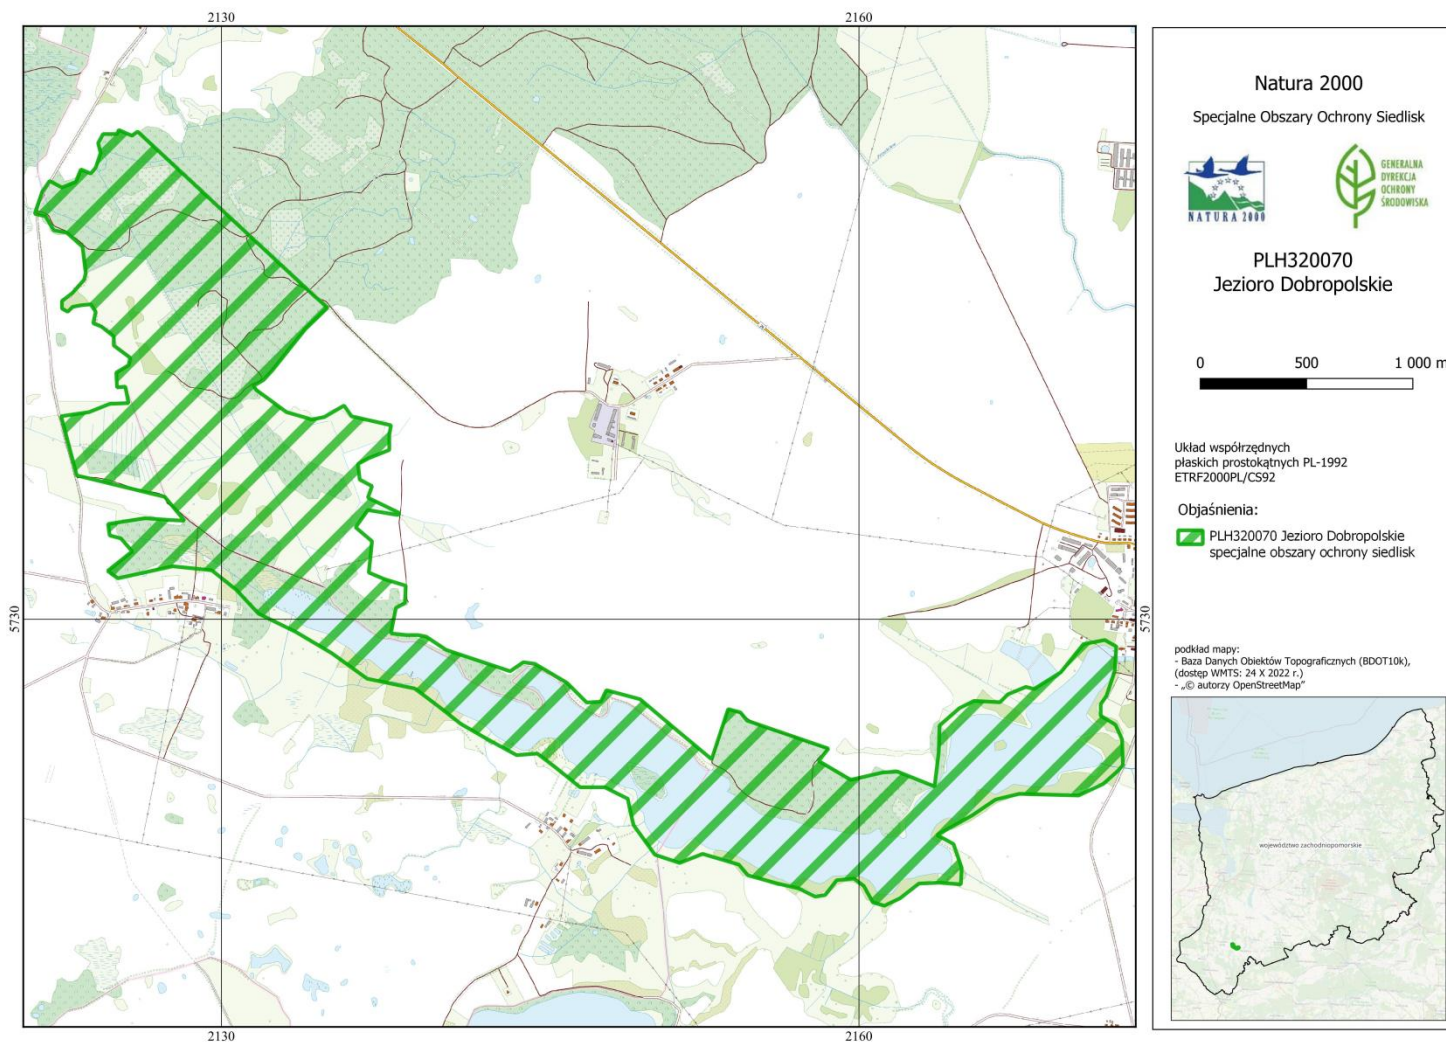 2130
2160
5730
5730
2130
2160
Natura 2000
Specjalne Obszary Ochrony Siedlisk
NATURA 2000
GENERALNA
DYREKCJA
OCHRONY
ŚRODOWISKA
PLH320070
Jezioro Dobropolskie
0 500 1 000 m
Układ współrzędnych
płaskich prostokątnych PL-1992
ETRF2000PL/CS92
Objaśnienia:
PLH320070 Jezioro Dobropolskie
specjalne obszary ochrony siedlisk
podkład mapy:
- Baza Danych Obiektów Topograficznych (BDOT10k),
(dostęp WMTS: 24 X 2022 r.)
- „© autorzy OpenStreetMap”
województwo zachodniopomorskie